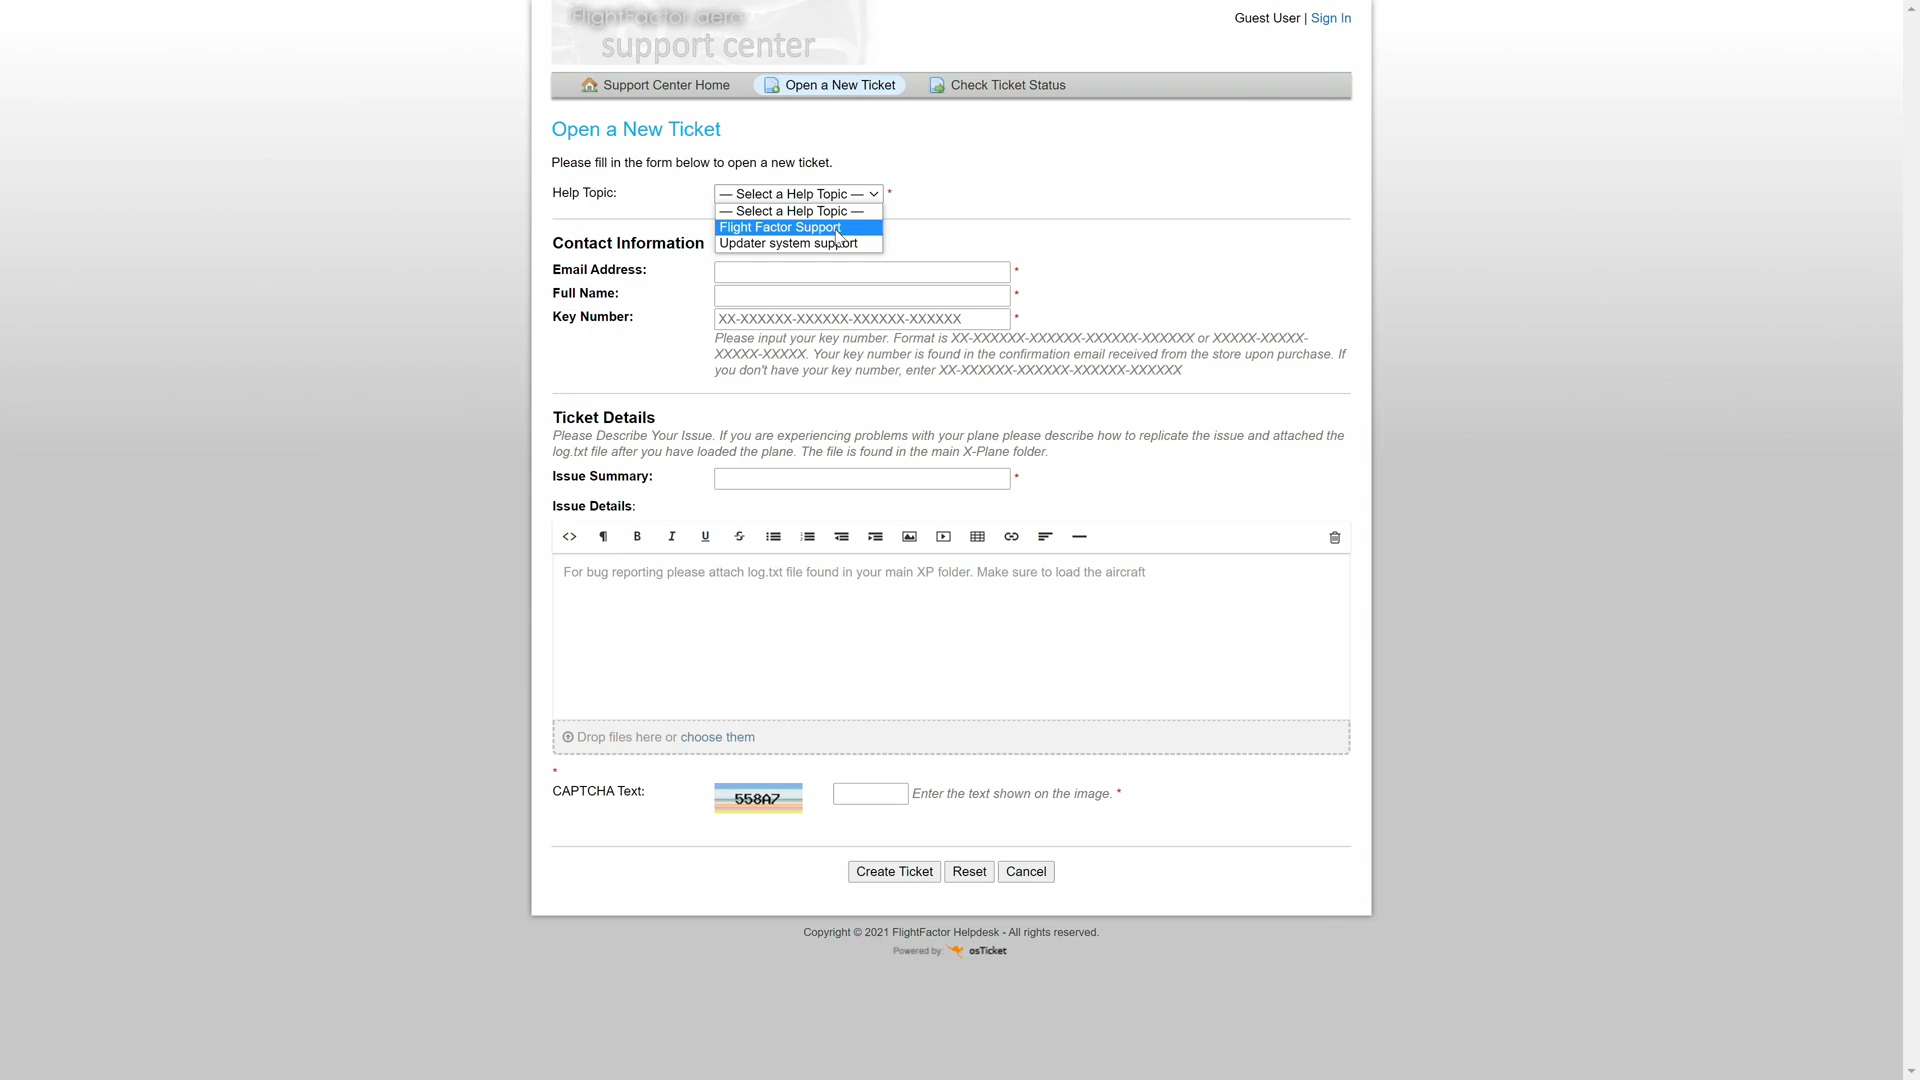 FlightFactor aero
support center
Guest User | Sign In
Support Center Home
Open a New Ticket
Check Ticket Status
Open a New Ticket
Please fill in the form below to open a new ticket.
Help Topic:
— Select a Help Topic — *
— Select a Help Topic —
Flight Factor Support
Updater system support
Contact Information
Email Address: *
Full Name: *
Key Number: XX-XXXXXX-XXXXXX-XXXXXX-XXXXXX *
Please input your key number. Format is XX-XXXXXX-XXXXXX-XXXXXX-XXXXXX or XXXXX-XXXXX-
XXXXX-XXXXX. Your key number is found in the confirmation email received from the store upon purchase. If
you don't have your key number, enter XX-XXXXXX-XXXXXX-XXXXXX-XXXXXX
Ticket Details
Please Describe Your Issue. If you are experiencing problems with your plane please describe how to replicate the issue and attached the
log.txt file after you have loaded the plane. The file is found in the main X-Plane folder.
Issue Summary: *
Issue Details:
For bug reporting please attach log.txt file found in your main XP folder. Make sure to load the aircraft
Drop files here or choose them
*
CAPTCHA Text: 558A7 Enter the text shown on the image. *
Create Ticket Reset Cancel
Copyright © 2021 FlightFactor Helpdesk - All rights reserved.
Powered by: osTicket